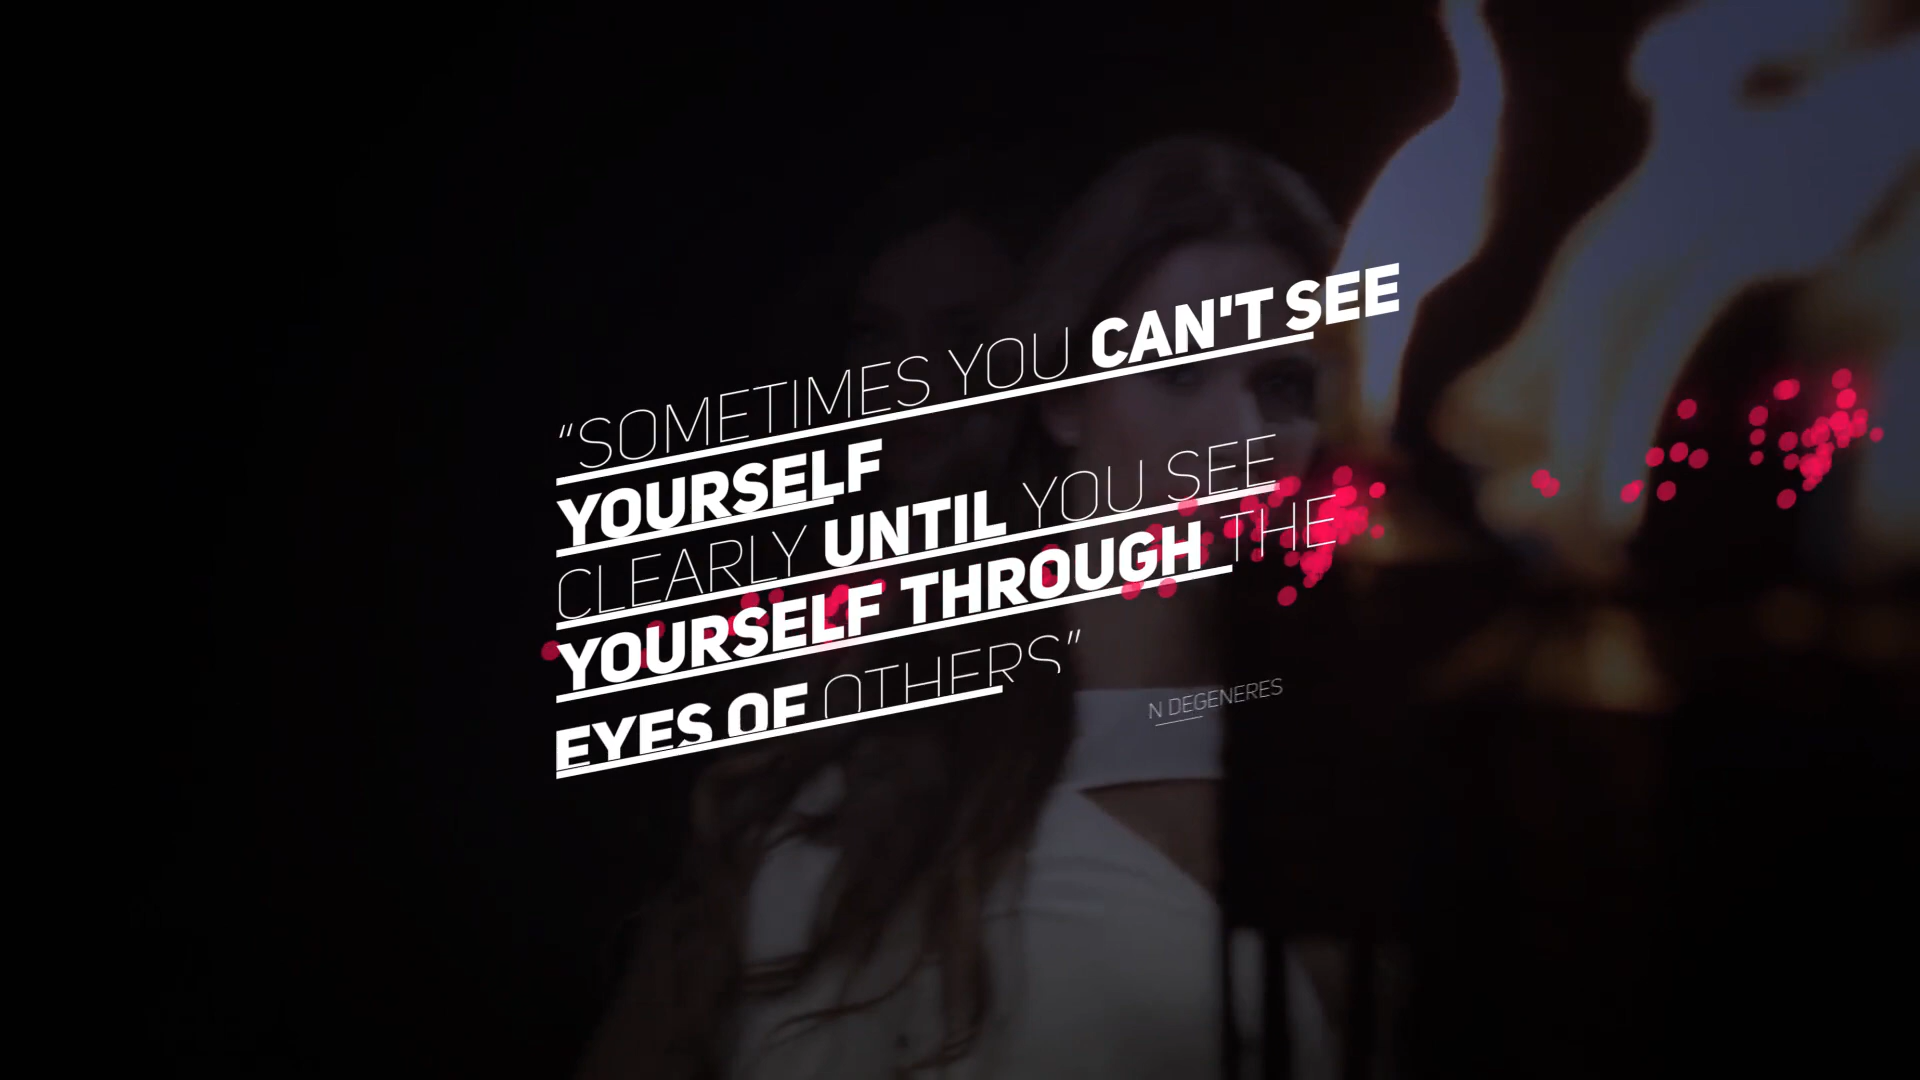 “SOMETIMES YOU CAN'T SEE
YOURSELF
CLEARLY UNTIL YOU SEE
YOURSELF THROUGH THE
EYES OF OTHERS”
N DEGENERES